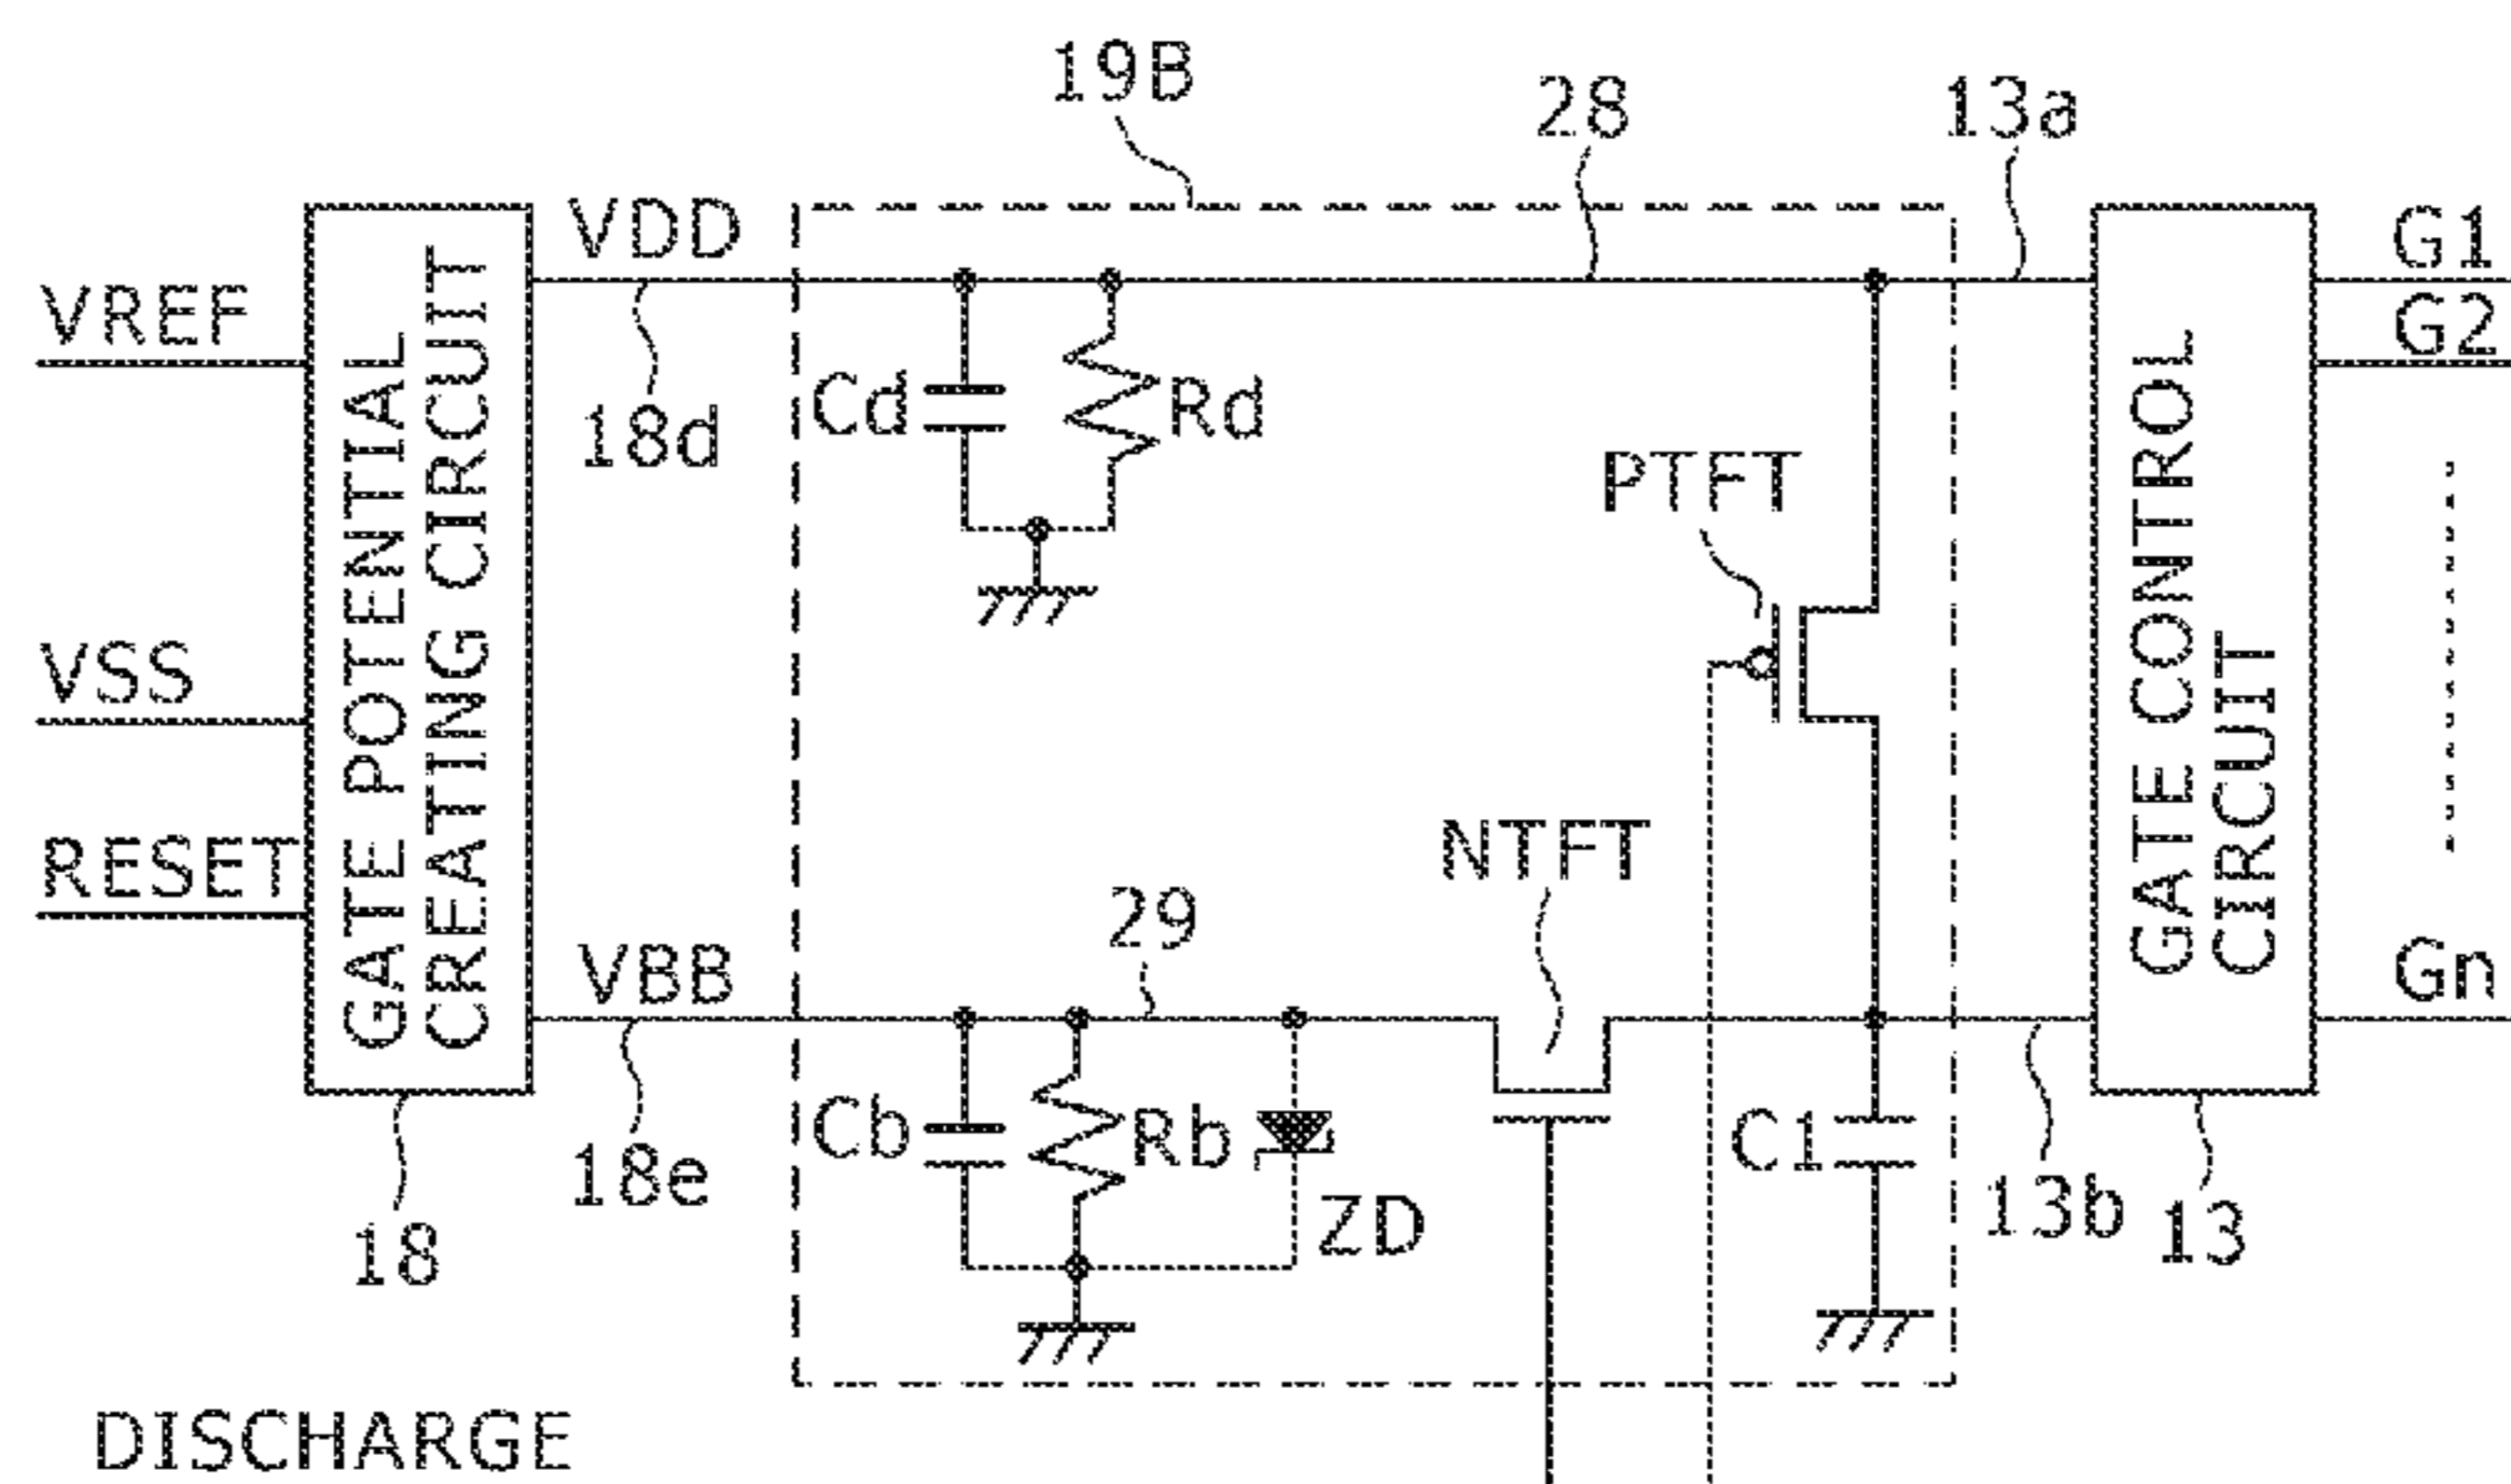 19B
28
13a
VDD
G1
VREF
G2
18d
Cd
Rd
PTFT
GATE POTENTIAL
CREATING CIRCUIT
GATE CONTROL
CIRCUIT
VSS
RESET
NTFT
29
VBB
Gn
Cb
Rb
C1
18e
ZD
13b
13
18
DISCHARGE